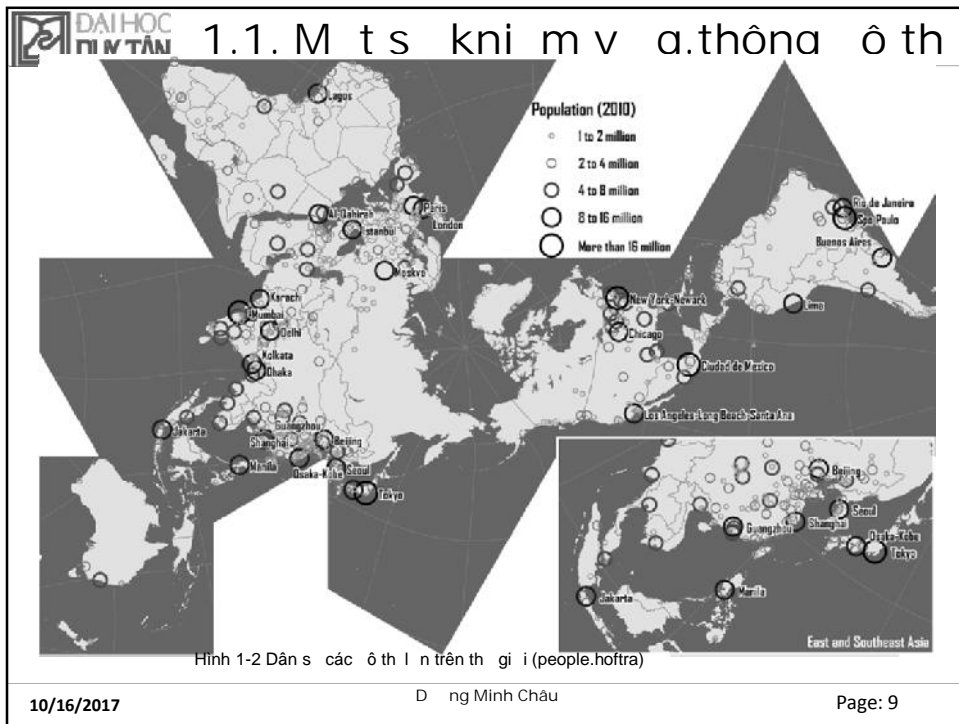 ĐẠI HỌC
DUY TÂN
1.1. M t s kni m v a.thông ô th
Population (2010)
1 to 2 million
2 to 4 million
4 to 8 million
8 to 16 million
More than 16 million
Lagos
Al-Qahirah
Istanbul
Paris
London
Moskva
Rio de Janeiro
Sao Paulo
Buenos Aires
Lima
Karachi
Mumbai
Delhi
Kolkata
Dhaka
New York-Newark
Chicago
Ciudad de Mexico
Los Angeles-Long Beach-Santa Ana
Guangzhou
Shanghai
Beijing
Jakarta
Manila
Osaka-Kobe
Seoul
Tokyo
Beijing
Seoul
Guangzhou
Shanghai
Osaka-Kobe
Tokyo
Manila
Jakarta
East and Southeast Asia
Hình 1-2 Dân s các ô th l n trên th gi i (people.hoftra)
10/16/2017
D ng Minh Châu
Page: 9